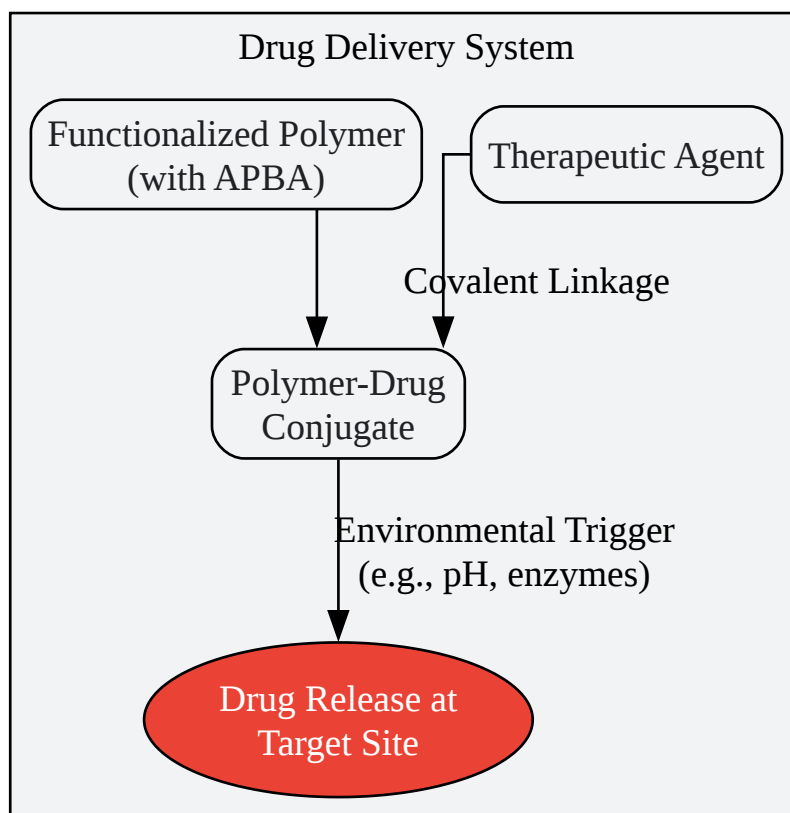 Drug Delivery System
Functionalized Polymer
(with APBA)
Therapeutic Agent
Covalent Linkage
Polymer-Drug
Conjugate
Environmental Trigger
(e.g., pH, enzymes)
Drug Release at
Target Site